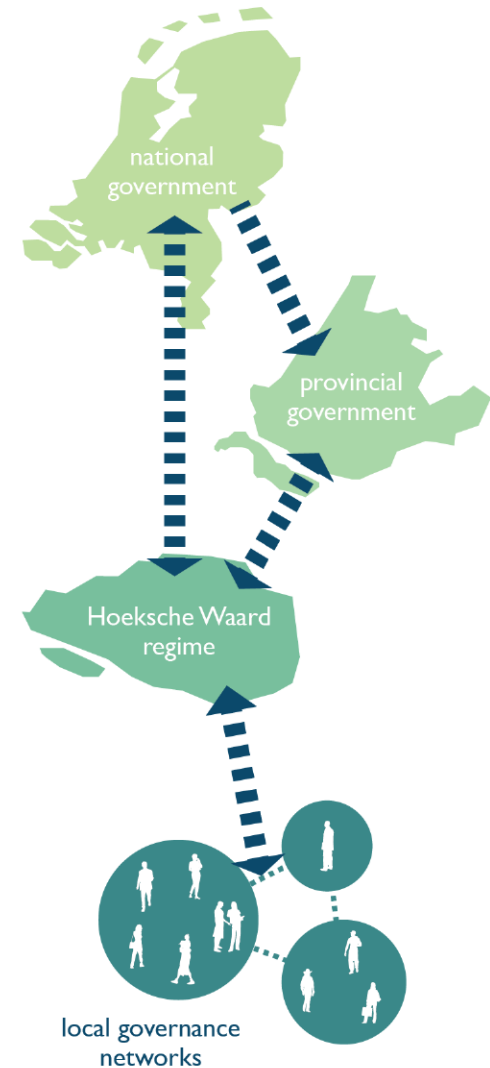 national
government
provincial
government
Hoeksche Waard
regime
local governance
networks